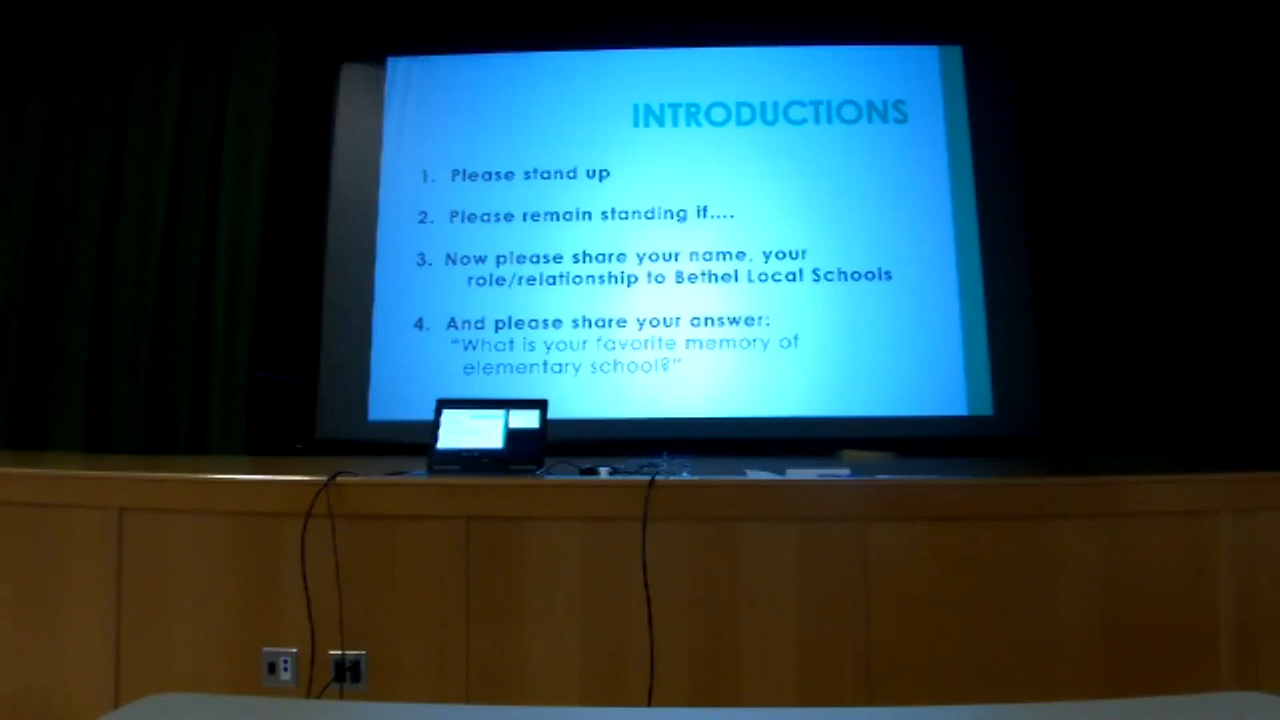 INTRODUCTIONS
1. Please stand up
2. Please remain standing if....
3. Now please share your name, your
role/relationship to Bethel Local Schools
4. And please share your answer:
"What is your favorite memory of
elementary school?"